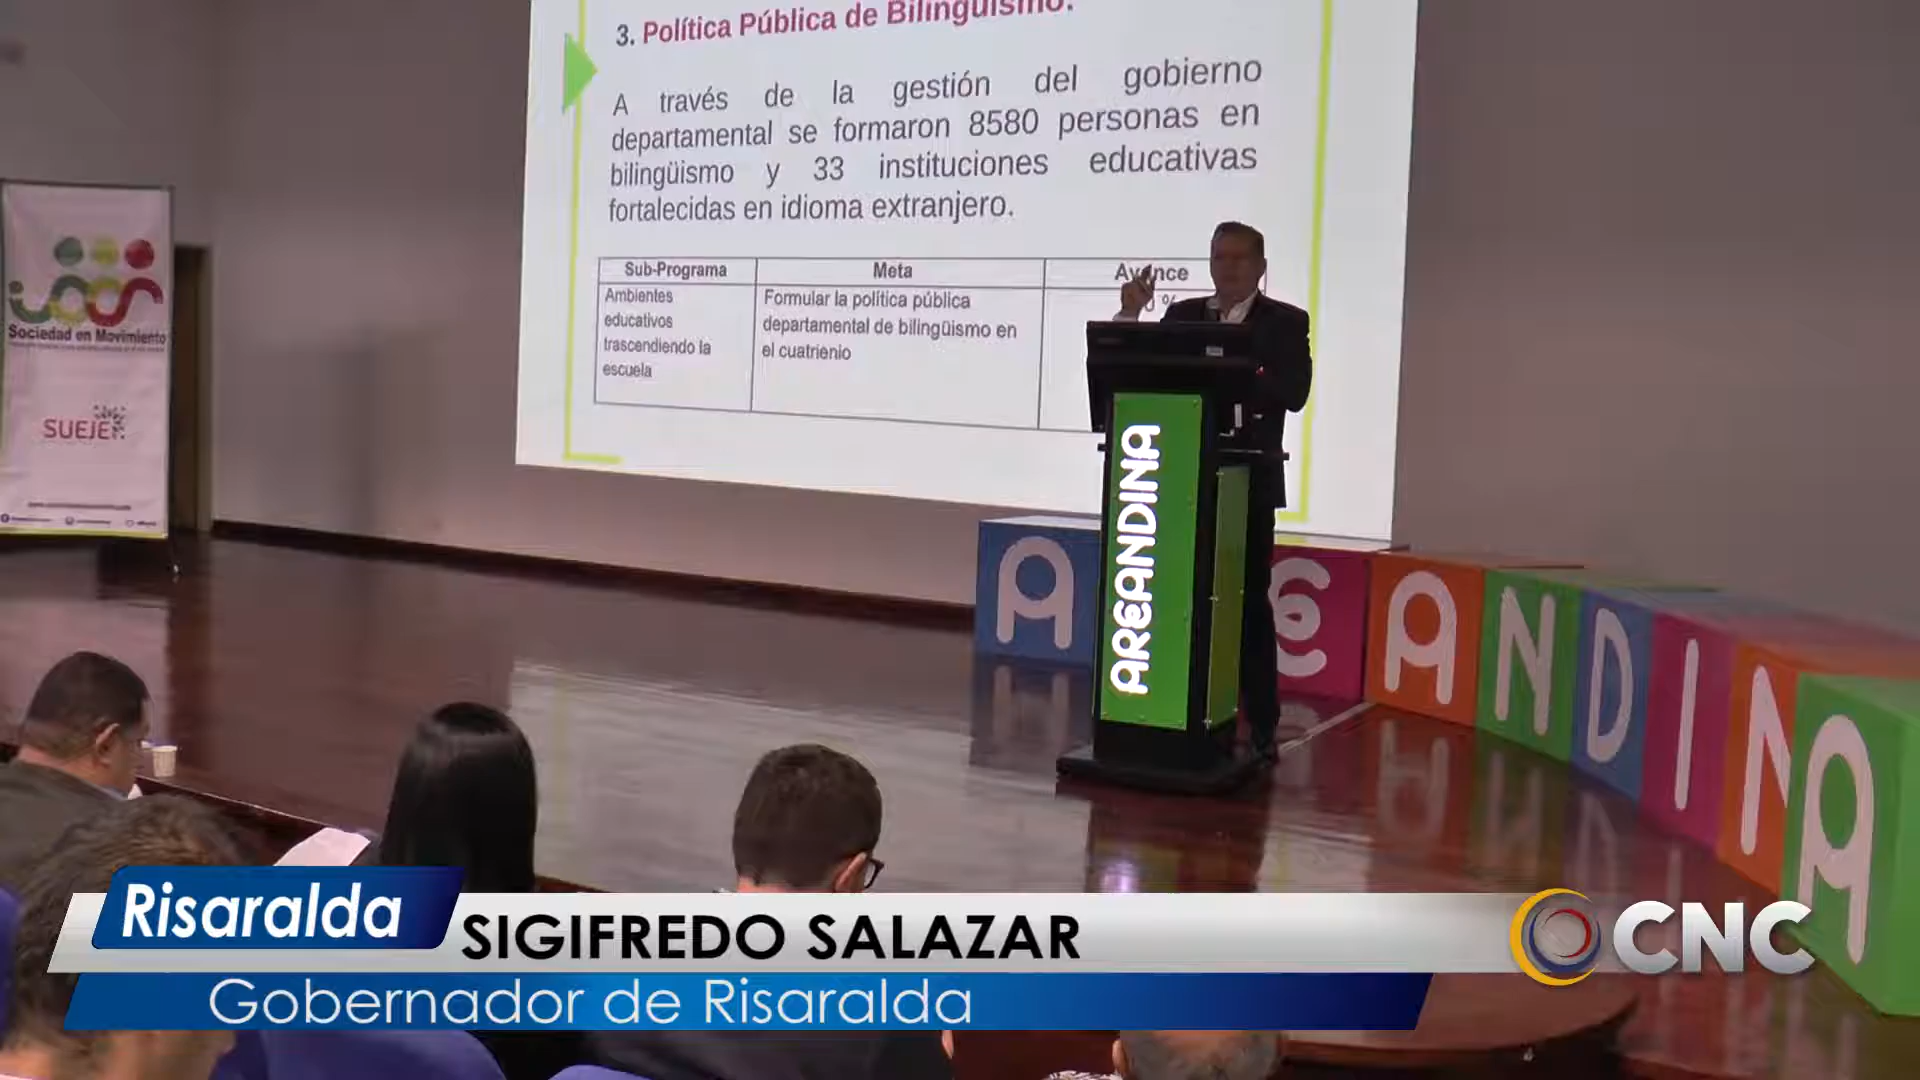 3. Política Pública de Bilingüismo.
A través de la gestión del gobierno
departamental se formaron 8580 personas en
bilingüismo y 33 instituciones educativas
fortalecidas en idioma extranjero.
Sub-Programa Meta Avance
Ambientes
educativos
trascendiendo la
escuela
Formular la política pública
departamental de bilingüismo en
el cuatrienio
%
Sociedad en Movimiento
SUEJE
AREANDINA
A EANDINA
Risaralda
SIGIFREDO SALAZAR
Gobernador de Risaralda
CNC